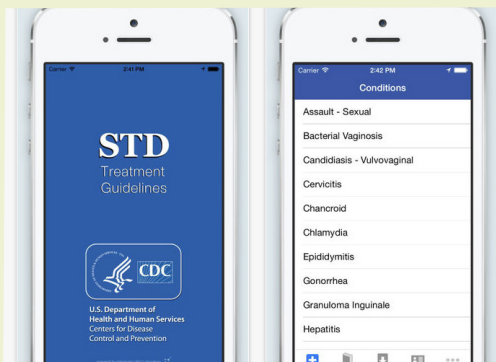 Carrier 2:41 PM
STD
Treatment
Guidelines
CDC
U.S. Department of
Health and Human Services
Centers for Disease
Control and Prevention
Carrier 2:42 PM
Conditions
Assault - Sexual
Bacterial Vaginosis
Candidiasis - Vulvovaginal
Cervicitis
Chancroid
Chlamydia
Epididymitis
Gonorrhea
Granuloma Inguinale
Hepatitis